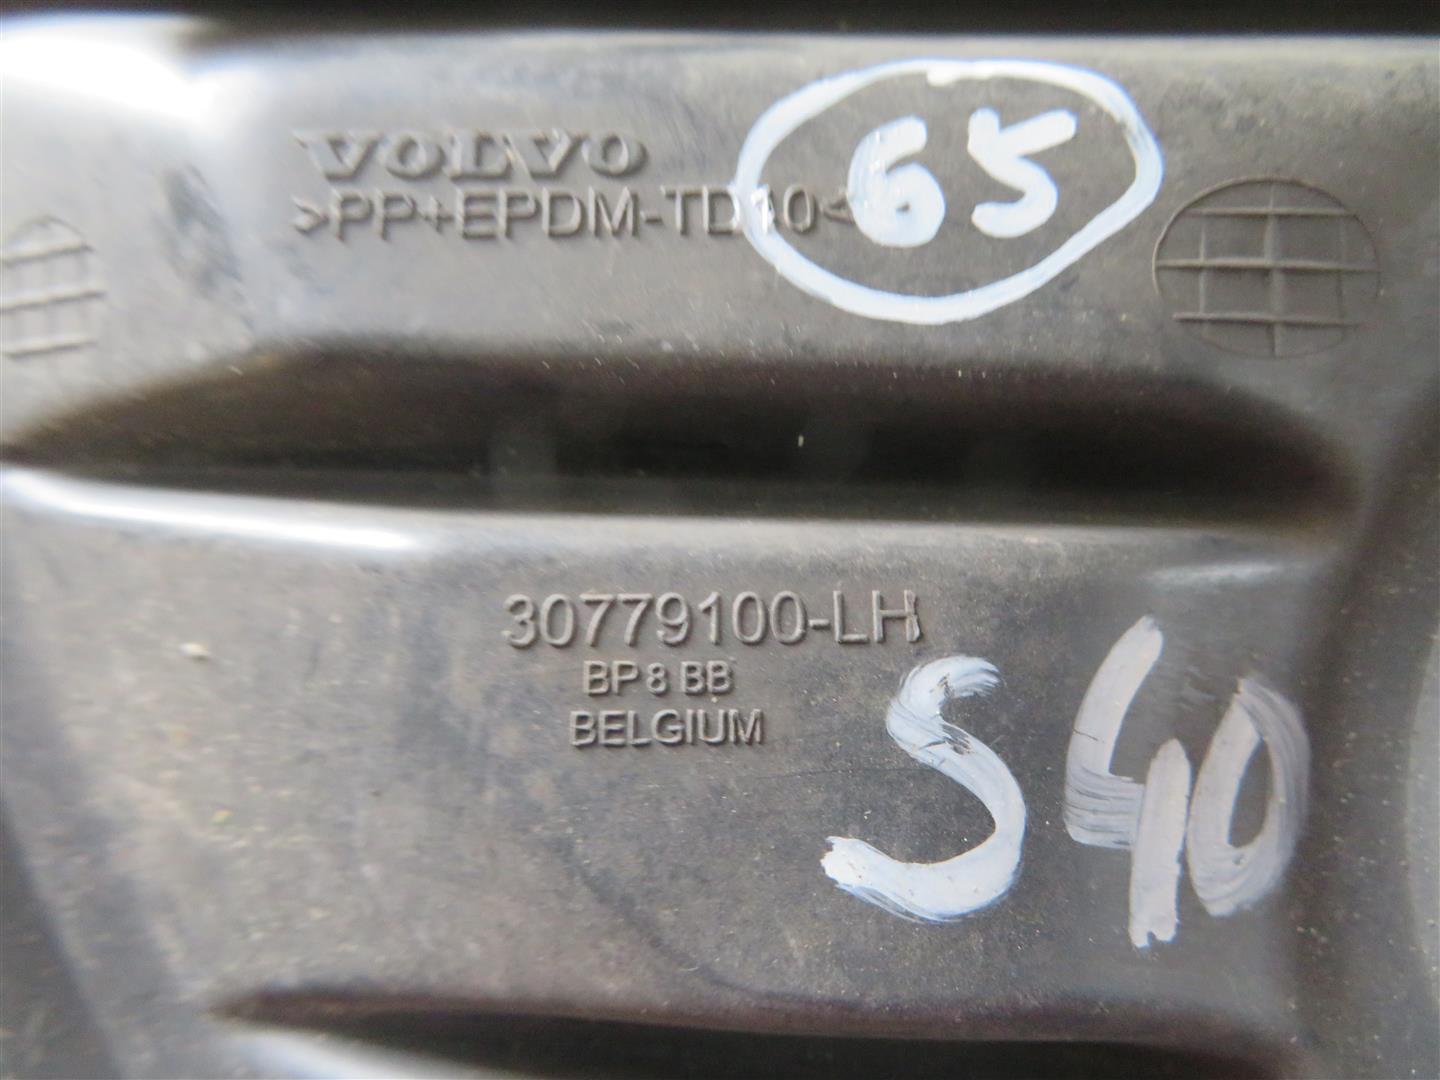 VOLVO
>PP+EPDM-TD10<
65
30779100-LH
BP 8 BB
BELGIUM
S40